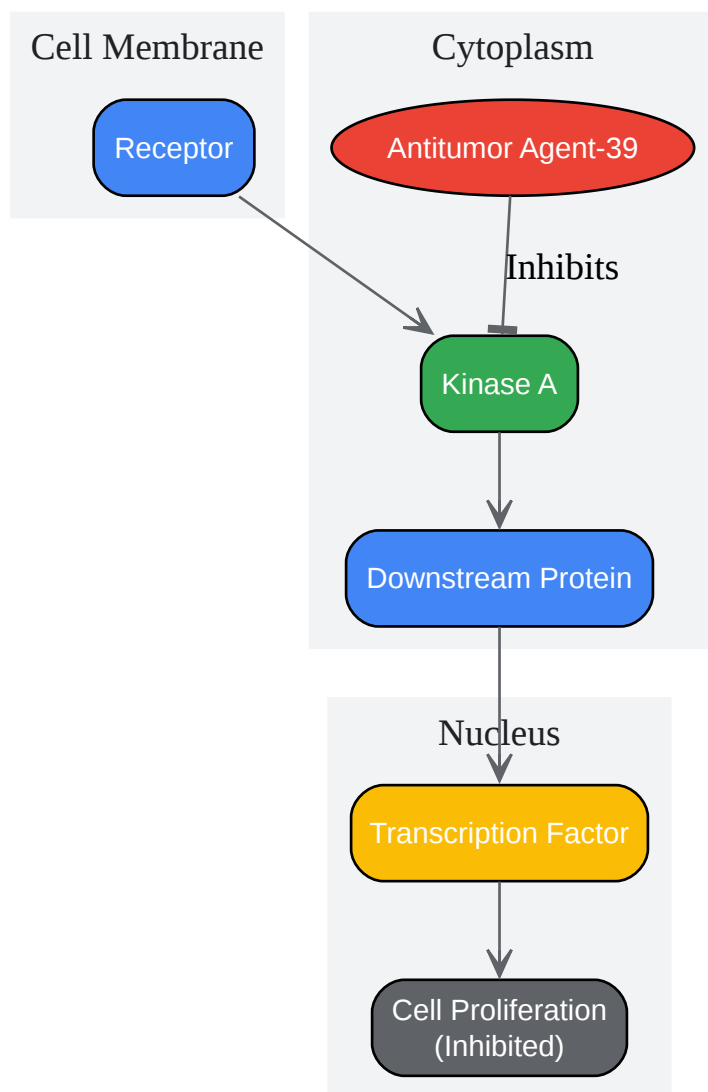 Cell Membrane
Cytoplasm
Receptor
Antitumor Agent-39
Inhibits
Kinase A
Downstream Protein
Nucleus
Transcription Factor
Cell Proliferation
(Inhibited)